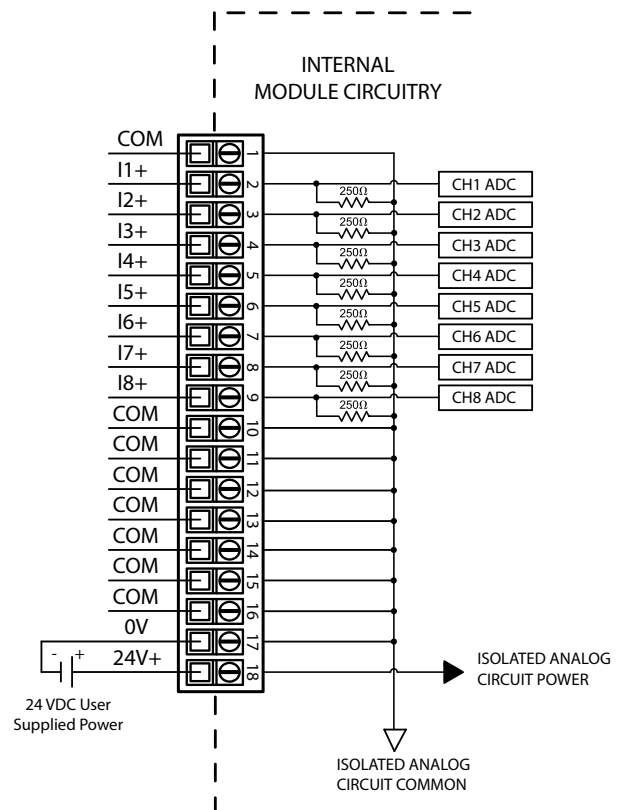 INTERNAL
MODULE CIRCUITRY
COM
I1+
I2+
I3+
I4+
I5+
I6+
I7+
I8+
COM
COM
COM
COM
COM
COM
COM
0V
24V+
1
2
3
4
5
6
7
8
9
10
11
12
13
14
15
16
17
18
250Ω
250Ω
250Ω
250Ω
250Ω
250Ω
250Ω
250Ω
CH1 ADC
CH2 ADC
CH3 ADC
CH4 ADC
CH5 ADC
CH6 ADC
CH7 ADC
CH8 ADC
- +
24 VDC User
Supplied Power
ISOLATED ANALOG
CIRCUIT POWER
ISOLATED ANALOG
CIRCUIT COMMON